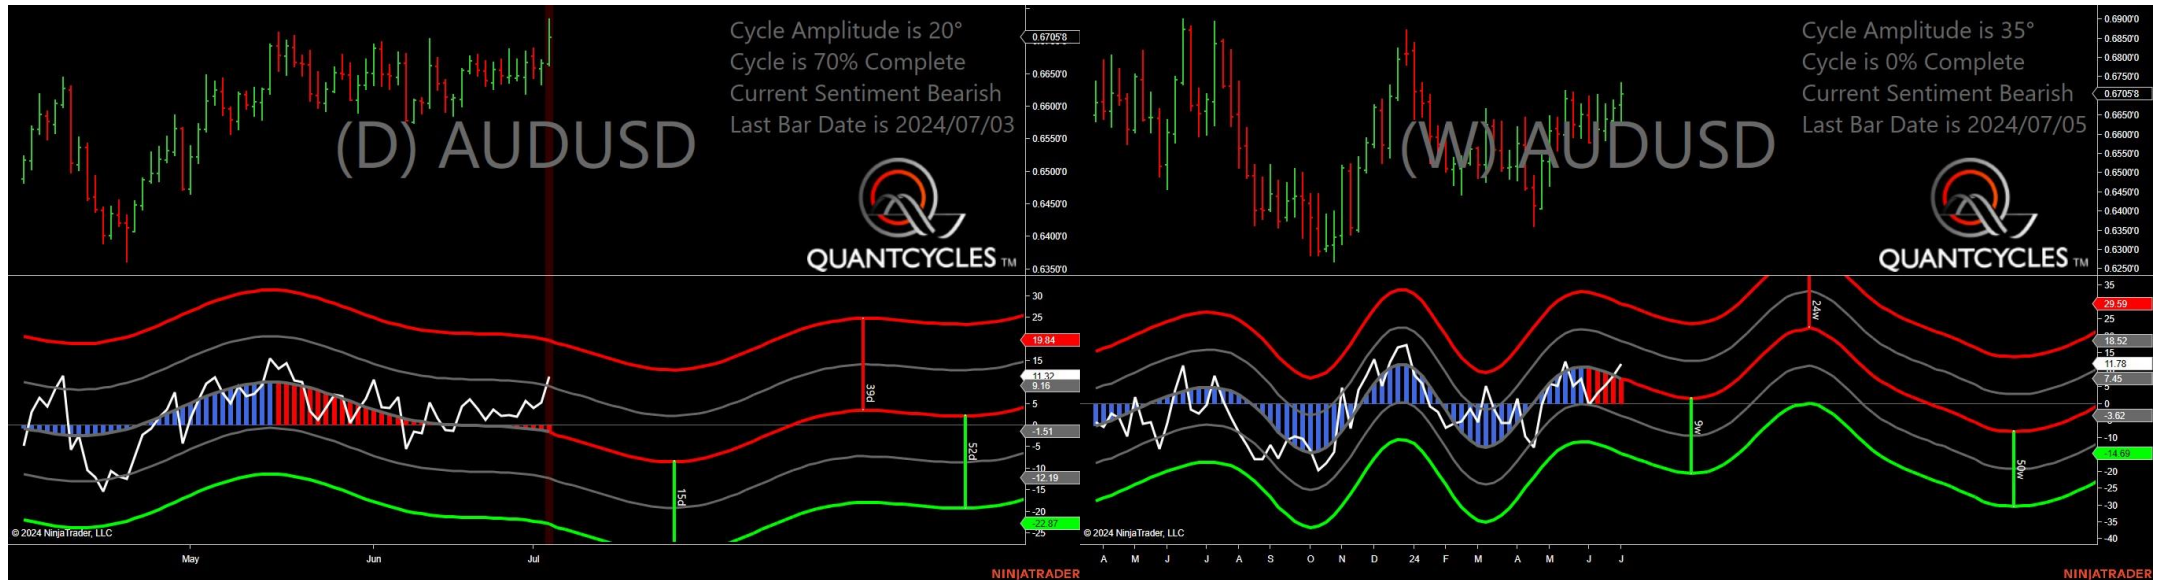 Cycle Amplitude is 20°
Cycle is 70% Complete
Current Sentiment Bearish
Last Bar Date is 2024/07/03
(D) AUDUSD
QUANTCYCLES TM
0.6705'8
0.6650'0
0.6600'0
0.6550'0
0.6500'0
0.6450'0
0.6400'0
0.6350'0
30
25
19.84
15
11.32
9.16
5
-1.51
-5
-10
-12.19
-15
-20
-22.87
-25
39d
52d
15d
© 2024 NinjaTrader, LLC
May Jun Jul
NINJATRADER
Cycle Amplitude is 35°
Cycle is 0% Complete
Current Sentiment Bearish
Last Bar Date is 2024/07/05
(W) AUDUSD
QUANTCYCLES TM
0.6900'0
0.6850'0
0.6800'0
0.6750'0
0.6705'8
0.6650'0
0.6600'0
0.6550'0
0.6500'0
0.6450'0
0.6400'0
0.6350'0
0.6300'0
0.6250'0
35
29.59
25
18.52
15
11.78
7.45
5
0
-3.62
-10
-14.69
-20
-25
-30
-35
-40
24w
9w
50w
© 2024 NinjaTrader, LLC
A M J J A S O N D 24 F M A M J J
NINJATRADER